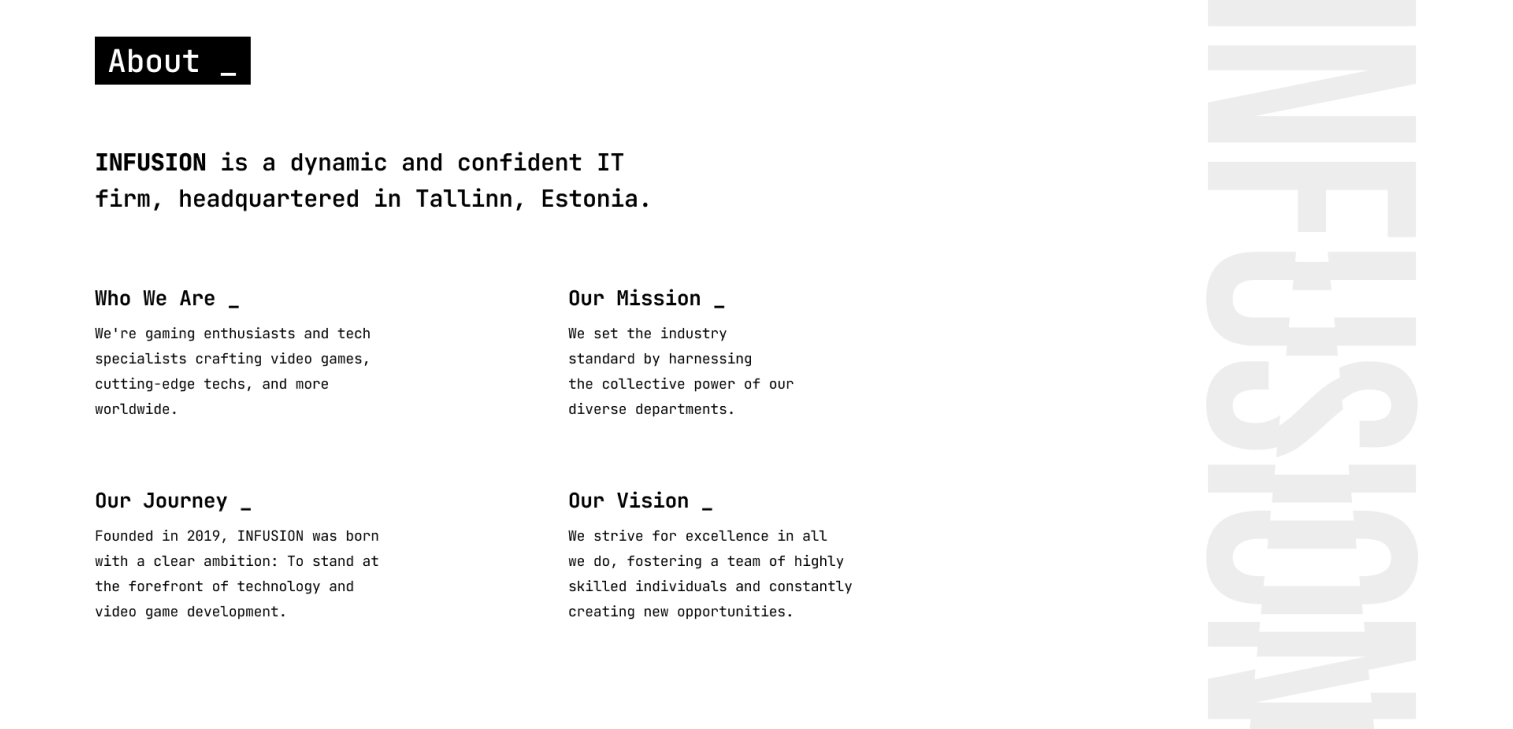 About _
INFUSION is a dynamic and confident IT
firm, headquartered in Tallinn, Estonia.
Who We Are _
We're gaming enthusiasts and tech
specialists crafting video games,
cutting-edge techs, and more
worldwide.
Our Mission _
We set the industry
standard by harnessing
the collective power of our
diverse departments.
Our Journey _
Founded in 2019, INFUSION was born
with a clear ambition: To stand at
the forefront of technology and
video game development.
Our Vision _
We strive for excellence in all
we do, fostering a team of highly
skilled individuals and constantly
creating new opportunities.
INFUSION